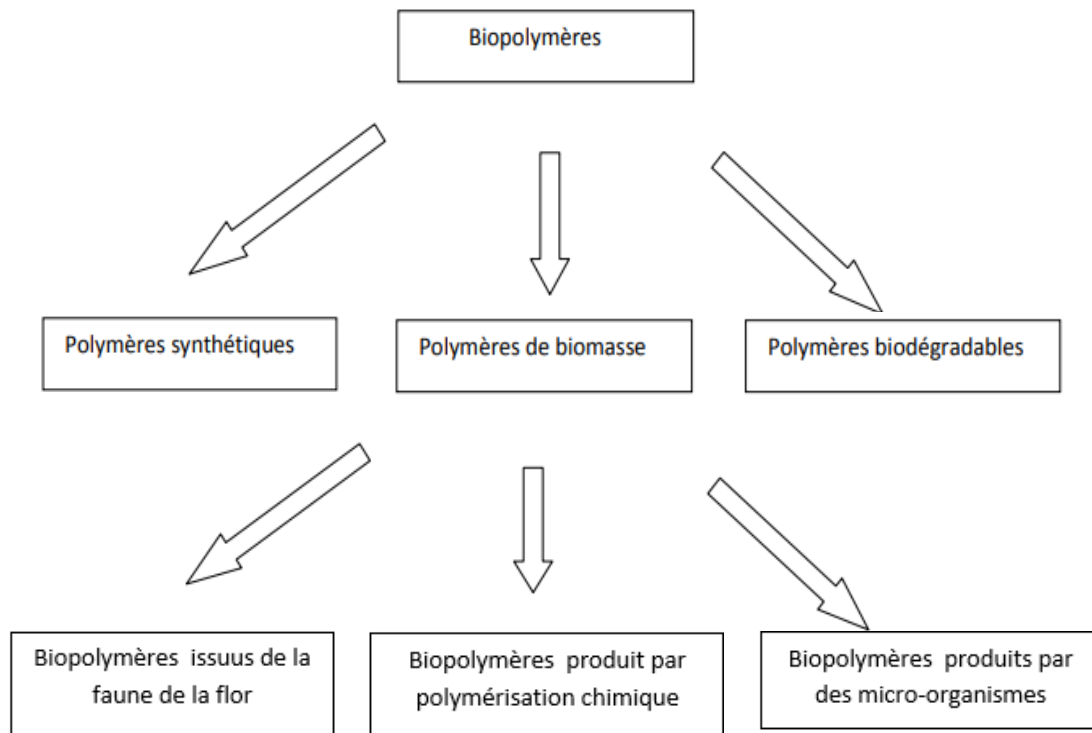 Biopolymères
Polymères synthétiques
Polymères de biomasse
Polymères biodégradables
Biopolymères issuus de la
faune de la flor
Biopolymères produit par
polymérisation chimique
Biopolymères produits par
des micro-organismes